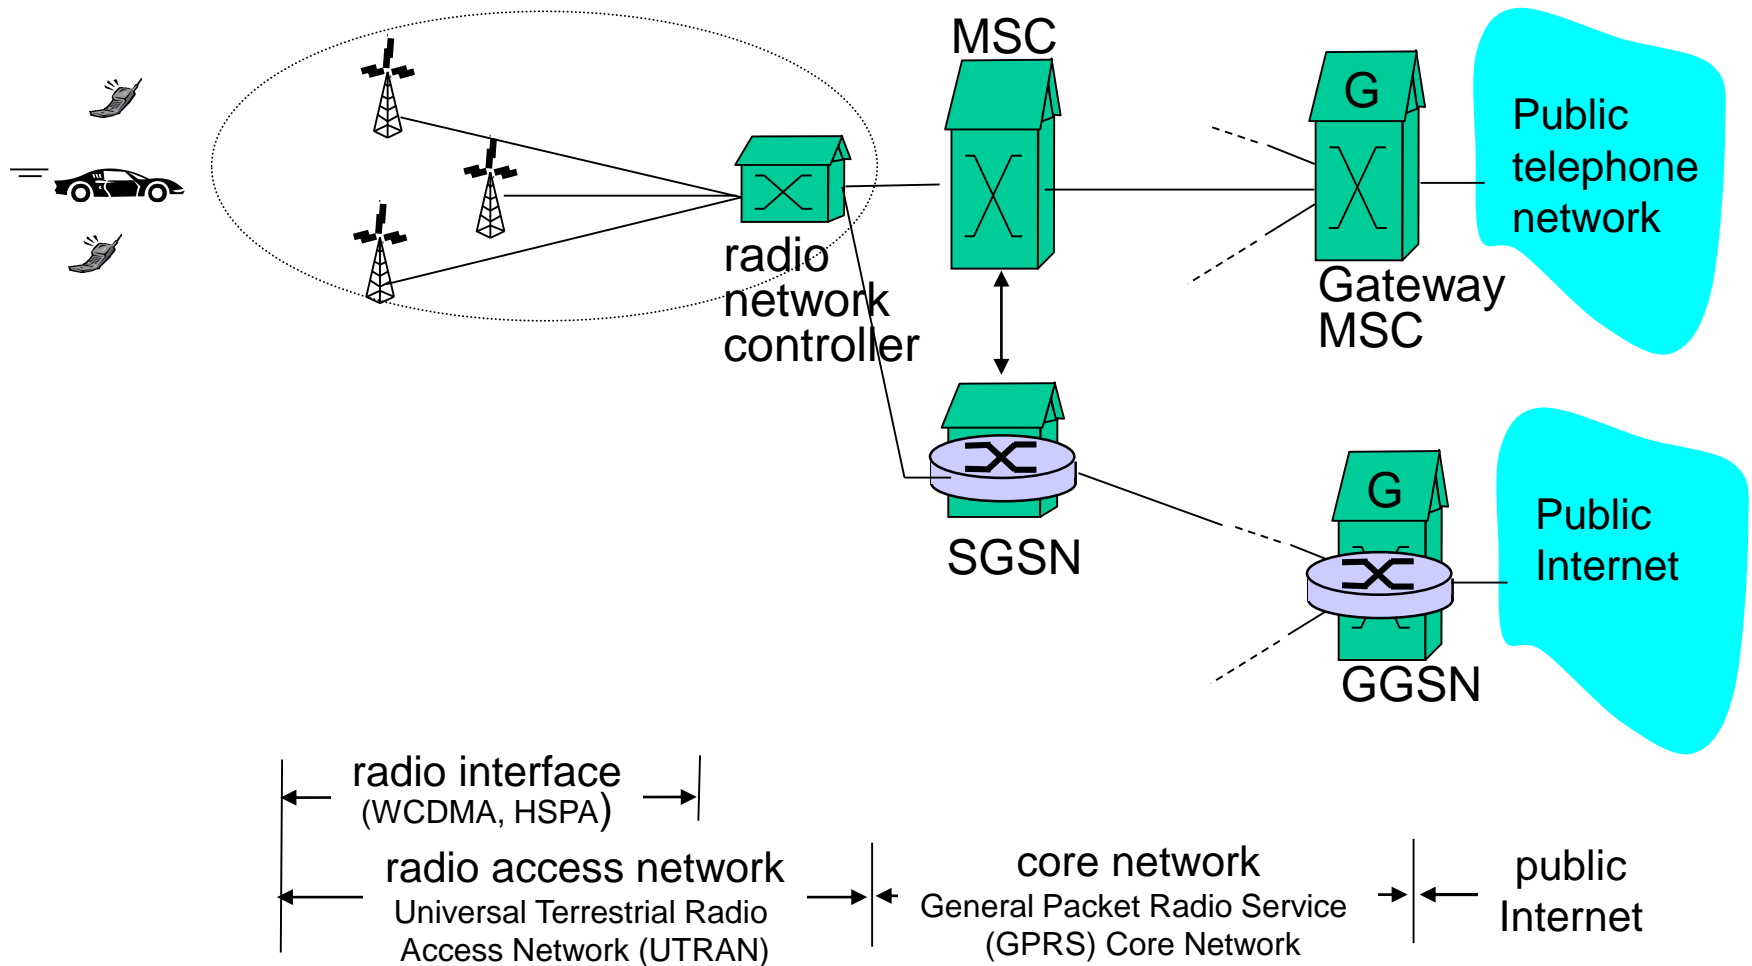 MSC
G
Public
telephone
network
radio
network
controller
Gateway
MSC
G
Public
Internet
SGSN
GGSN
radio interface
(WCDMA, HSPA)
radio access network
Universal Terrestrial Radio
Access Network (UTRAN)
core network
General Packet Radio Service
(GPRS) Core Network
public
Internet